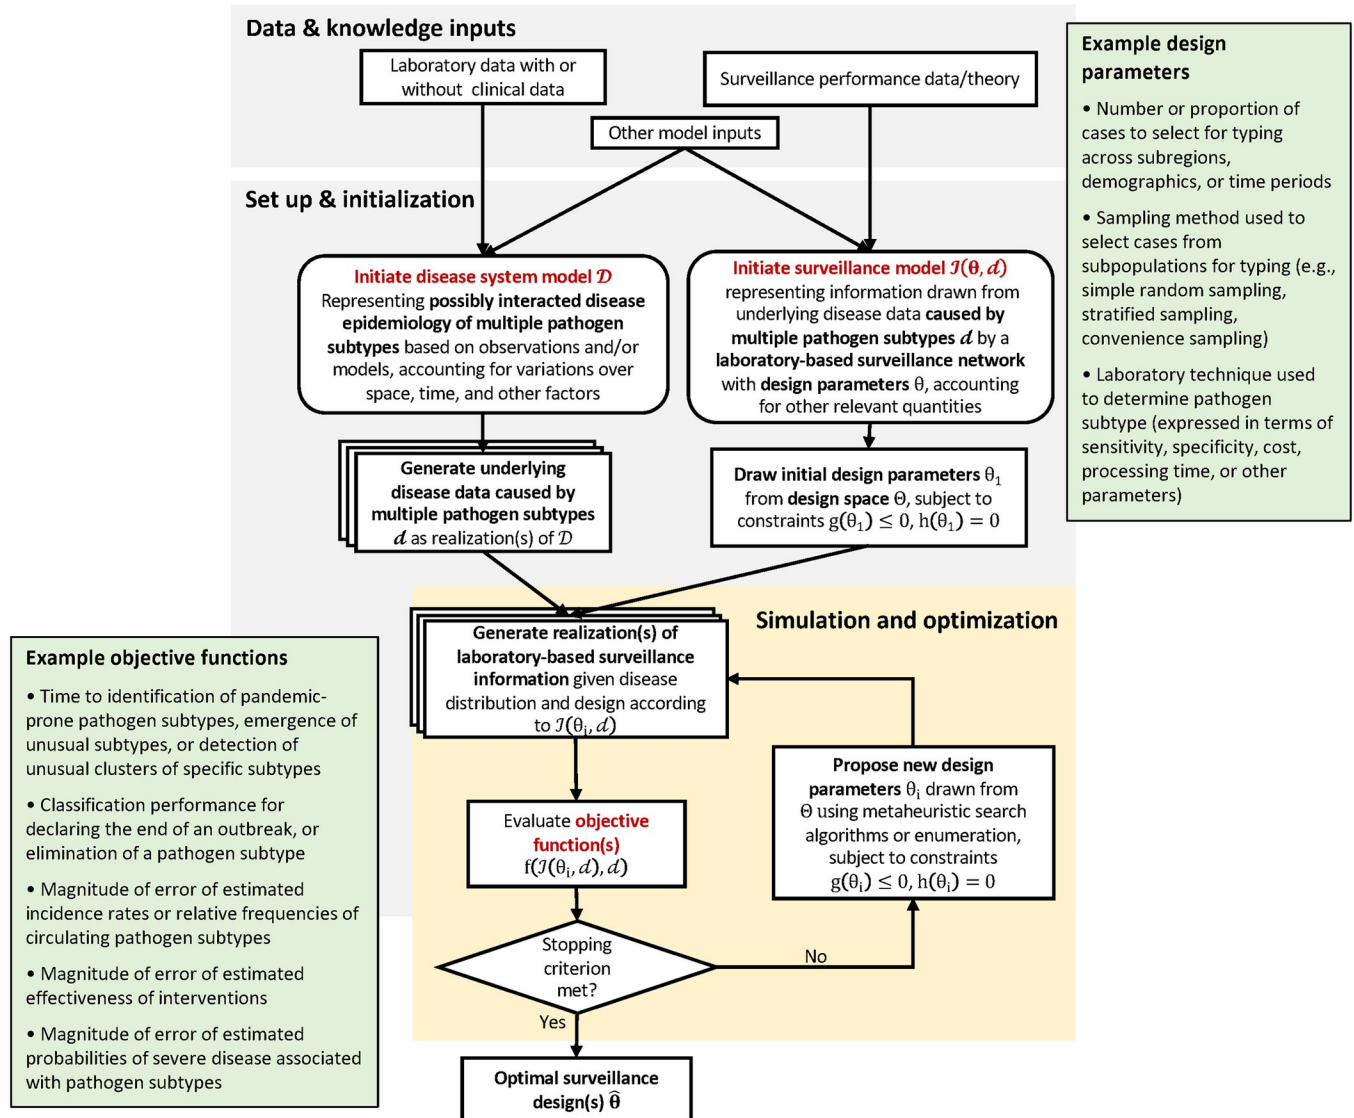 Data & knowledge inputs
Laboratory data with or
without clinical data
Surveillance performance data/theory
Other model inputs
Example design
parameters
• Number or proportion of
cases to select for typing
across subregions,
demographics, or time periods
• Sampling method used to
select cases from
subpopulations for typing (e.g.,
simple random sampling,
stratified sampling,
convenience sampling)
• Laboratory technique used
to determine pathogen
subtype (expressed in terms of
sensitivity, specificity, cost,
processing time, or other
parameters)
Set up & initialization
Initiate disease system model 𝒟
Representing possibly interacted disease
epidemiology of multiple pathogen
subtypes based on observations and/or
models, accounting for variations over
space, time, and other factors
Initiate surveillance model ℐ(θ, d)
representing information drawn from
underlying disease data caused by
multiple pathogen subtypes d by a
laboratory-based surveillance network
with design parameters θ, accounting
for other relevant quantities
Generate underlying
disease data caused by
multiple pathogen subtypes
d as realization(s) of 𝒟
Draw initial design parameters θ₁
from design space Θ, subject to
constraints g(θ₁) ≤ 0, h(θ₁) = 0
Simulation and optimization
Generate realization(s) of
laboratory-based surveillance
information given disease
distribution and design according
to ℐ(θᵢ, d)
Evaluate objective
function(s)
f(ℐ(θᵢ, d), d)
Propose new design
parameters θᵢ drawn from
Θ using metaheuristic search
algorithms or enumeration,
subject to constraints
g(θᵢ) ≤ 0, h(θᵢ) = 0
Stopping
criterion
met?
No
Yes
Optimal surveillance
design(s) θ̂
Example objective functions
• Time to identification of pandemic-
prone pathogen subtypes, emergence of
unusual subtypes, or detection of
unusual clusters of specific subtypes
• Classification performance for
declaring the end of an outbreak, or
elimination of a pathogen subtype
• Magnitude of error of estimated
incidence rates or relative frequencies of
circulating pathogen subtypes
• Magnitude of error of estimated
effectiveness of interventions
• Magnitude of error of estimated
probabilities of severe disease associated
with pathogen subtypes